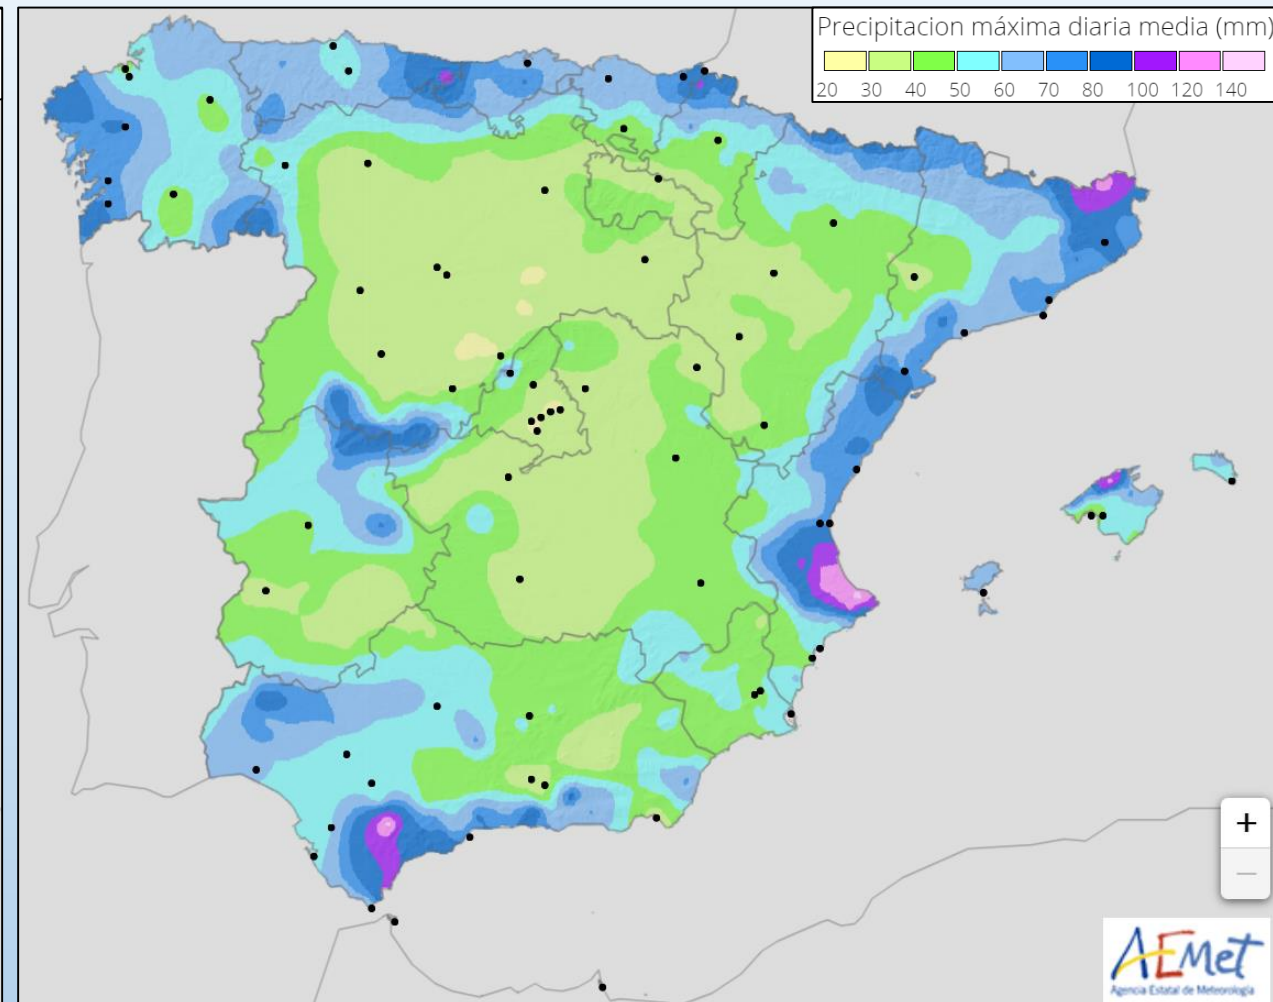 Precipitacion máxima diaria media (mm)
20 30 40 50 60 70 80 100 120 140
+
−
AEMet
Agencia Estatal de Meteorología